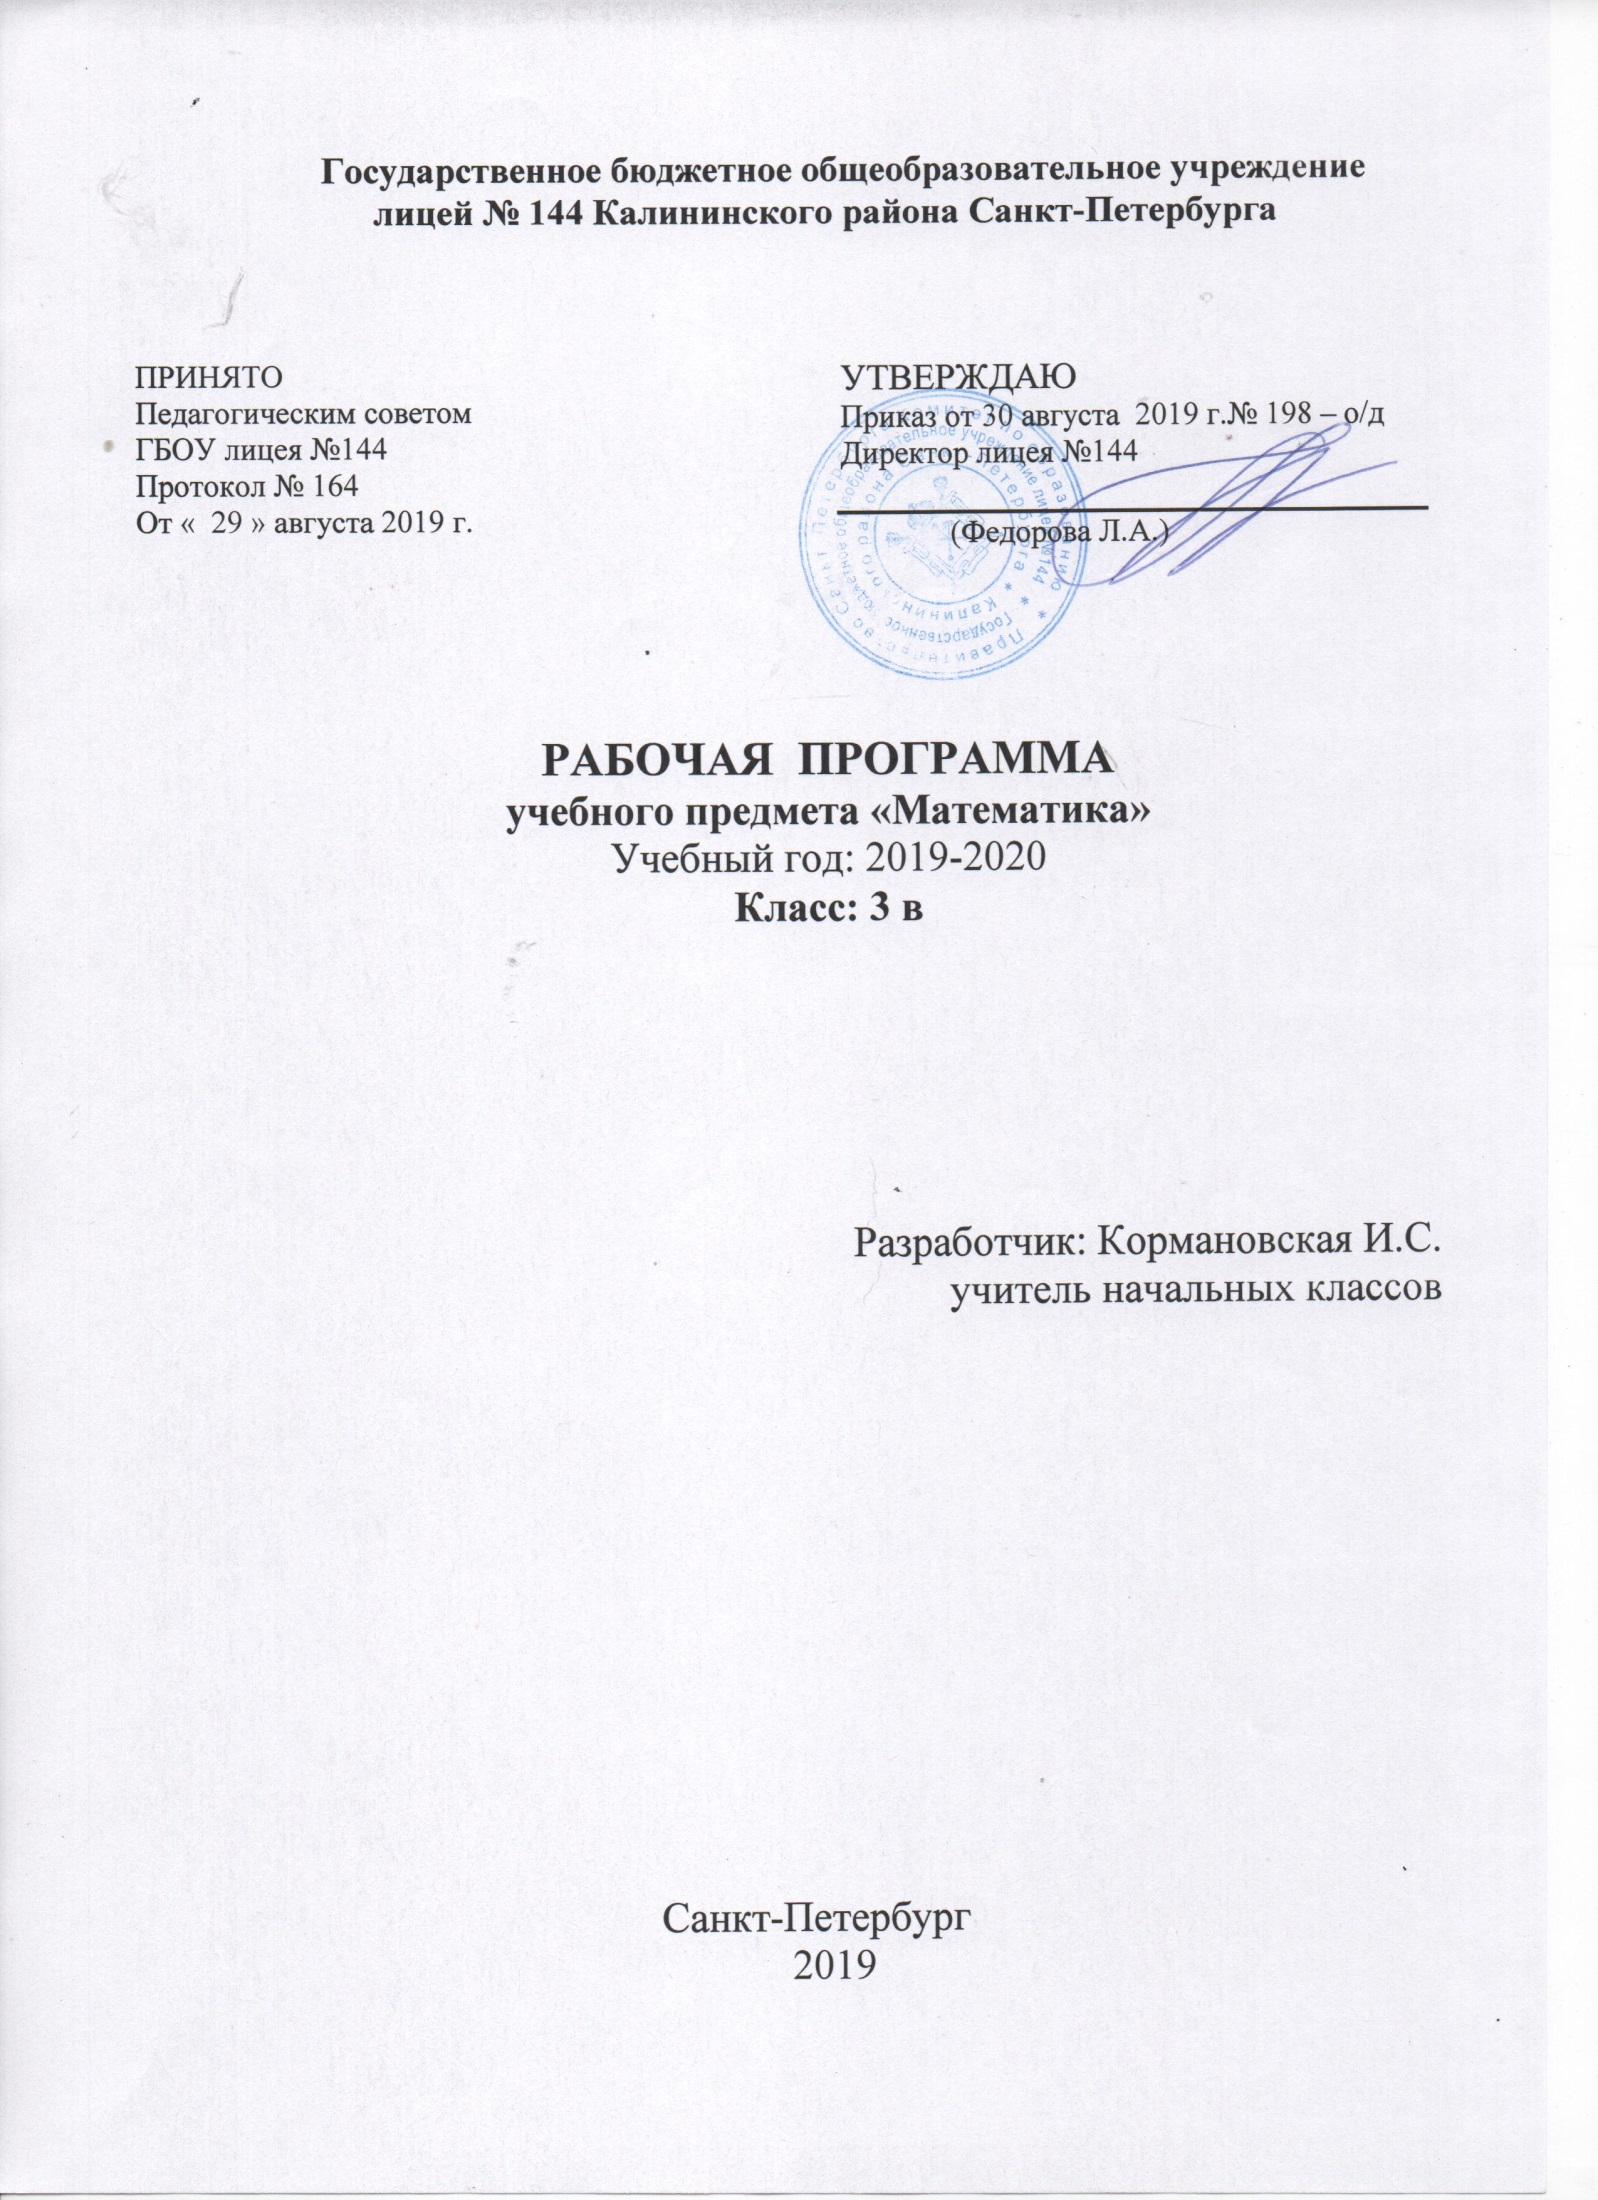 Государственное бюджетное общеобразовательное учреждение
лицей № 144 Калининского района Санкт-Петербурга
ПРИНЯТО
Педагогическим советом
ГБОУ лицея №144
Протокол № 164
От «  29 » августа 2019 г.
УТВЕРЖДАЮ
Приказ от 30 августа  2019 г.№ 198 – о/д
Директор лицея №144
(Федорова Л.А.)
РАБОЧАЯ  ПРОГРАММА
учебного предмета «Математика»
Учебный год: 2019-2020
Класс: 3 в
Разработчик: Кормановская И.С.
учитель начальных классов
Санкт-Петербург
2019